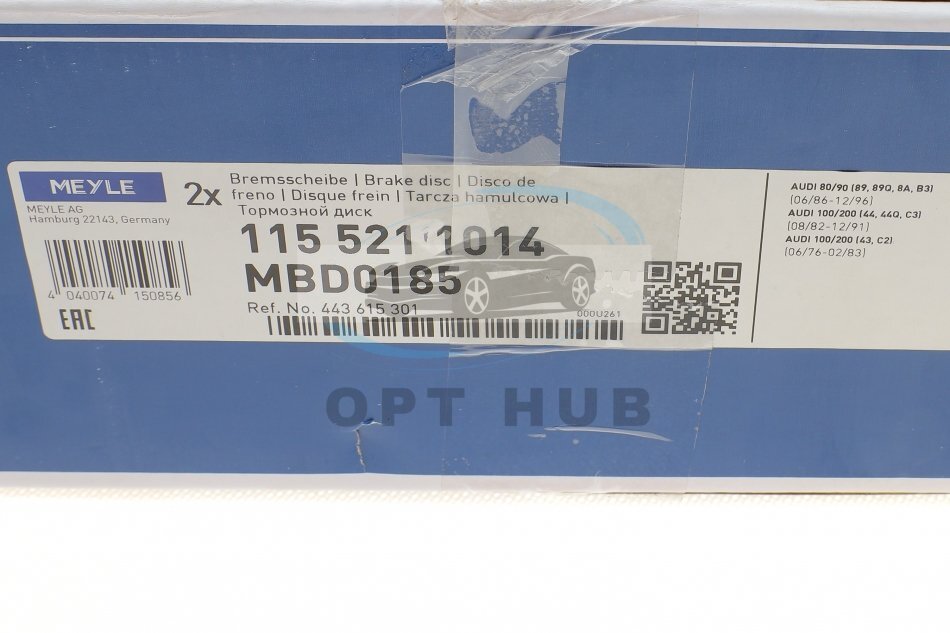 MEYLE
MEYLE AG
Hamburg 22143, Germany
4 040074 150856
EAC
2x
Bremsscheibe | Brake disc | Disco de
freno | Disque frein | Tarcza hamulcowa |
Тормозной диск
115 521 1014
MBD0185
Ref. No. 443 615 301
000U261
AUDI 80/90 (89, 89Q, 8A, B3)
(06/86-12/96)
AUDI 100/200 (44, 44Q, C3)
(08/82-12/91)
AUDI 100/200 (43, C2)
(06/76-02/83)
OPT HUB